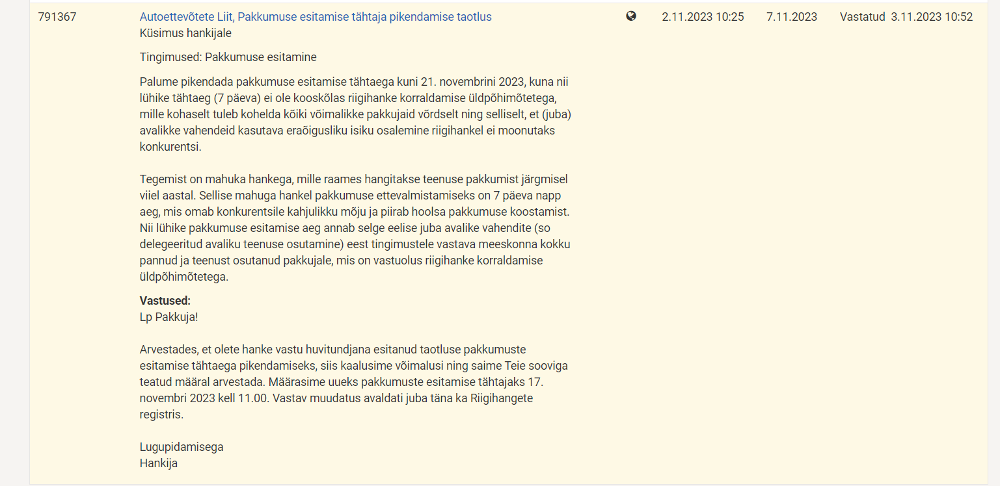 791367 Autoettevõtete Liit, Pakkumuse esitamise tähtaja pikendamise taotlus 2.11.2023 10:25 7.11.2023 Vastatud 3.11.2023 10:52
Küsimus hankijale
Tingimused: Pakkumuse esitamine
Palume pikendada pakkumuse esitamise tähtaega kuni 21. novembrini 2023, kuna nii
lühike tähtaeg (7 päeva) ei ole kooskõlas riigihanke korraldamise üldpõhimõtetega,
mille kohaselt tuleb kohelda kõiki võimalikke pakkujaid võrdselt ning selliselt, et (juba)
avalikke vahendeid kasutava eraõigusliku isiku osalemine riigihankel ei moonutaks
konkurentsi.
Tegemist on mahuka hankega, mille raames hangitakse teenuse pakkumist järgmisel
viiel aastal. Sellise mahuga hankel pakkumuse ettevalmistamiseks on 7 päeva napp
aeg, mis omab konkurentsile kahjulikku mõju ja piirab hoolsa pakkumuse koostamist.
Nii lühike pakkumuse esitamise aeg annab selge eelise juba avalike vahendite (so
delegeeritud avaliku teenuse osutamine) eest tingimustele vastava meeskonna kokku
pannud ja teenust osutanud pakkujale, mis on vastuolus riigihanke korraldamise
üldpõhimõtetega.
Vastused:
Lp Pakkuja!
Arvestades, et olete hanke vastu huvitundjana esitanud taotluse pakkumuste
esitamise tähtaega pikendamiseks, siis kaalusime võimalusi ning saime Teie sooviga
teatud määral arvestada. Määrasime uueks pakkumuste esitamise tähtajaks 17.
novembri 2023 kell 11.00. Vastav muudatus avaldati juba täna ka Riigihangete
registris.
Lugupidamisega
Hankija